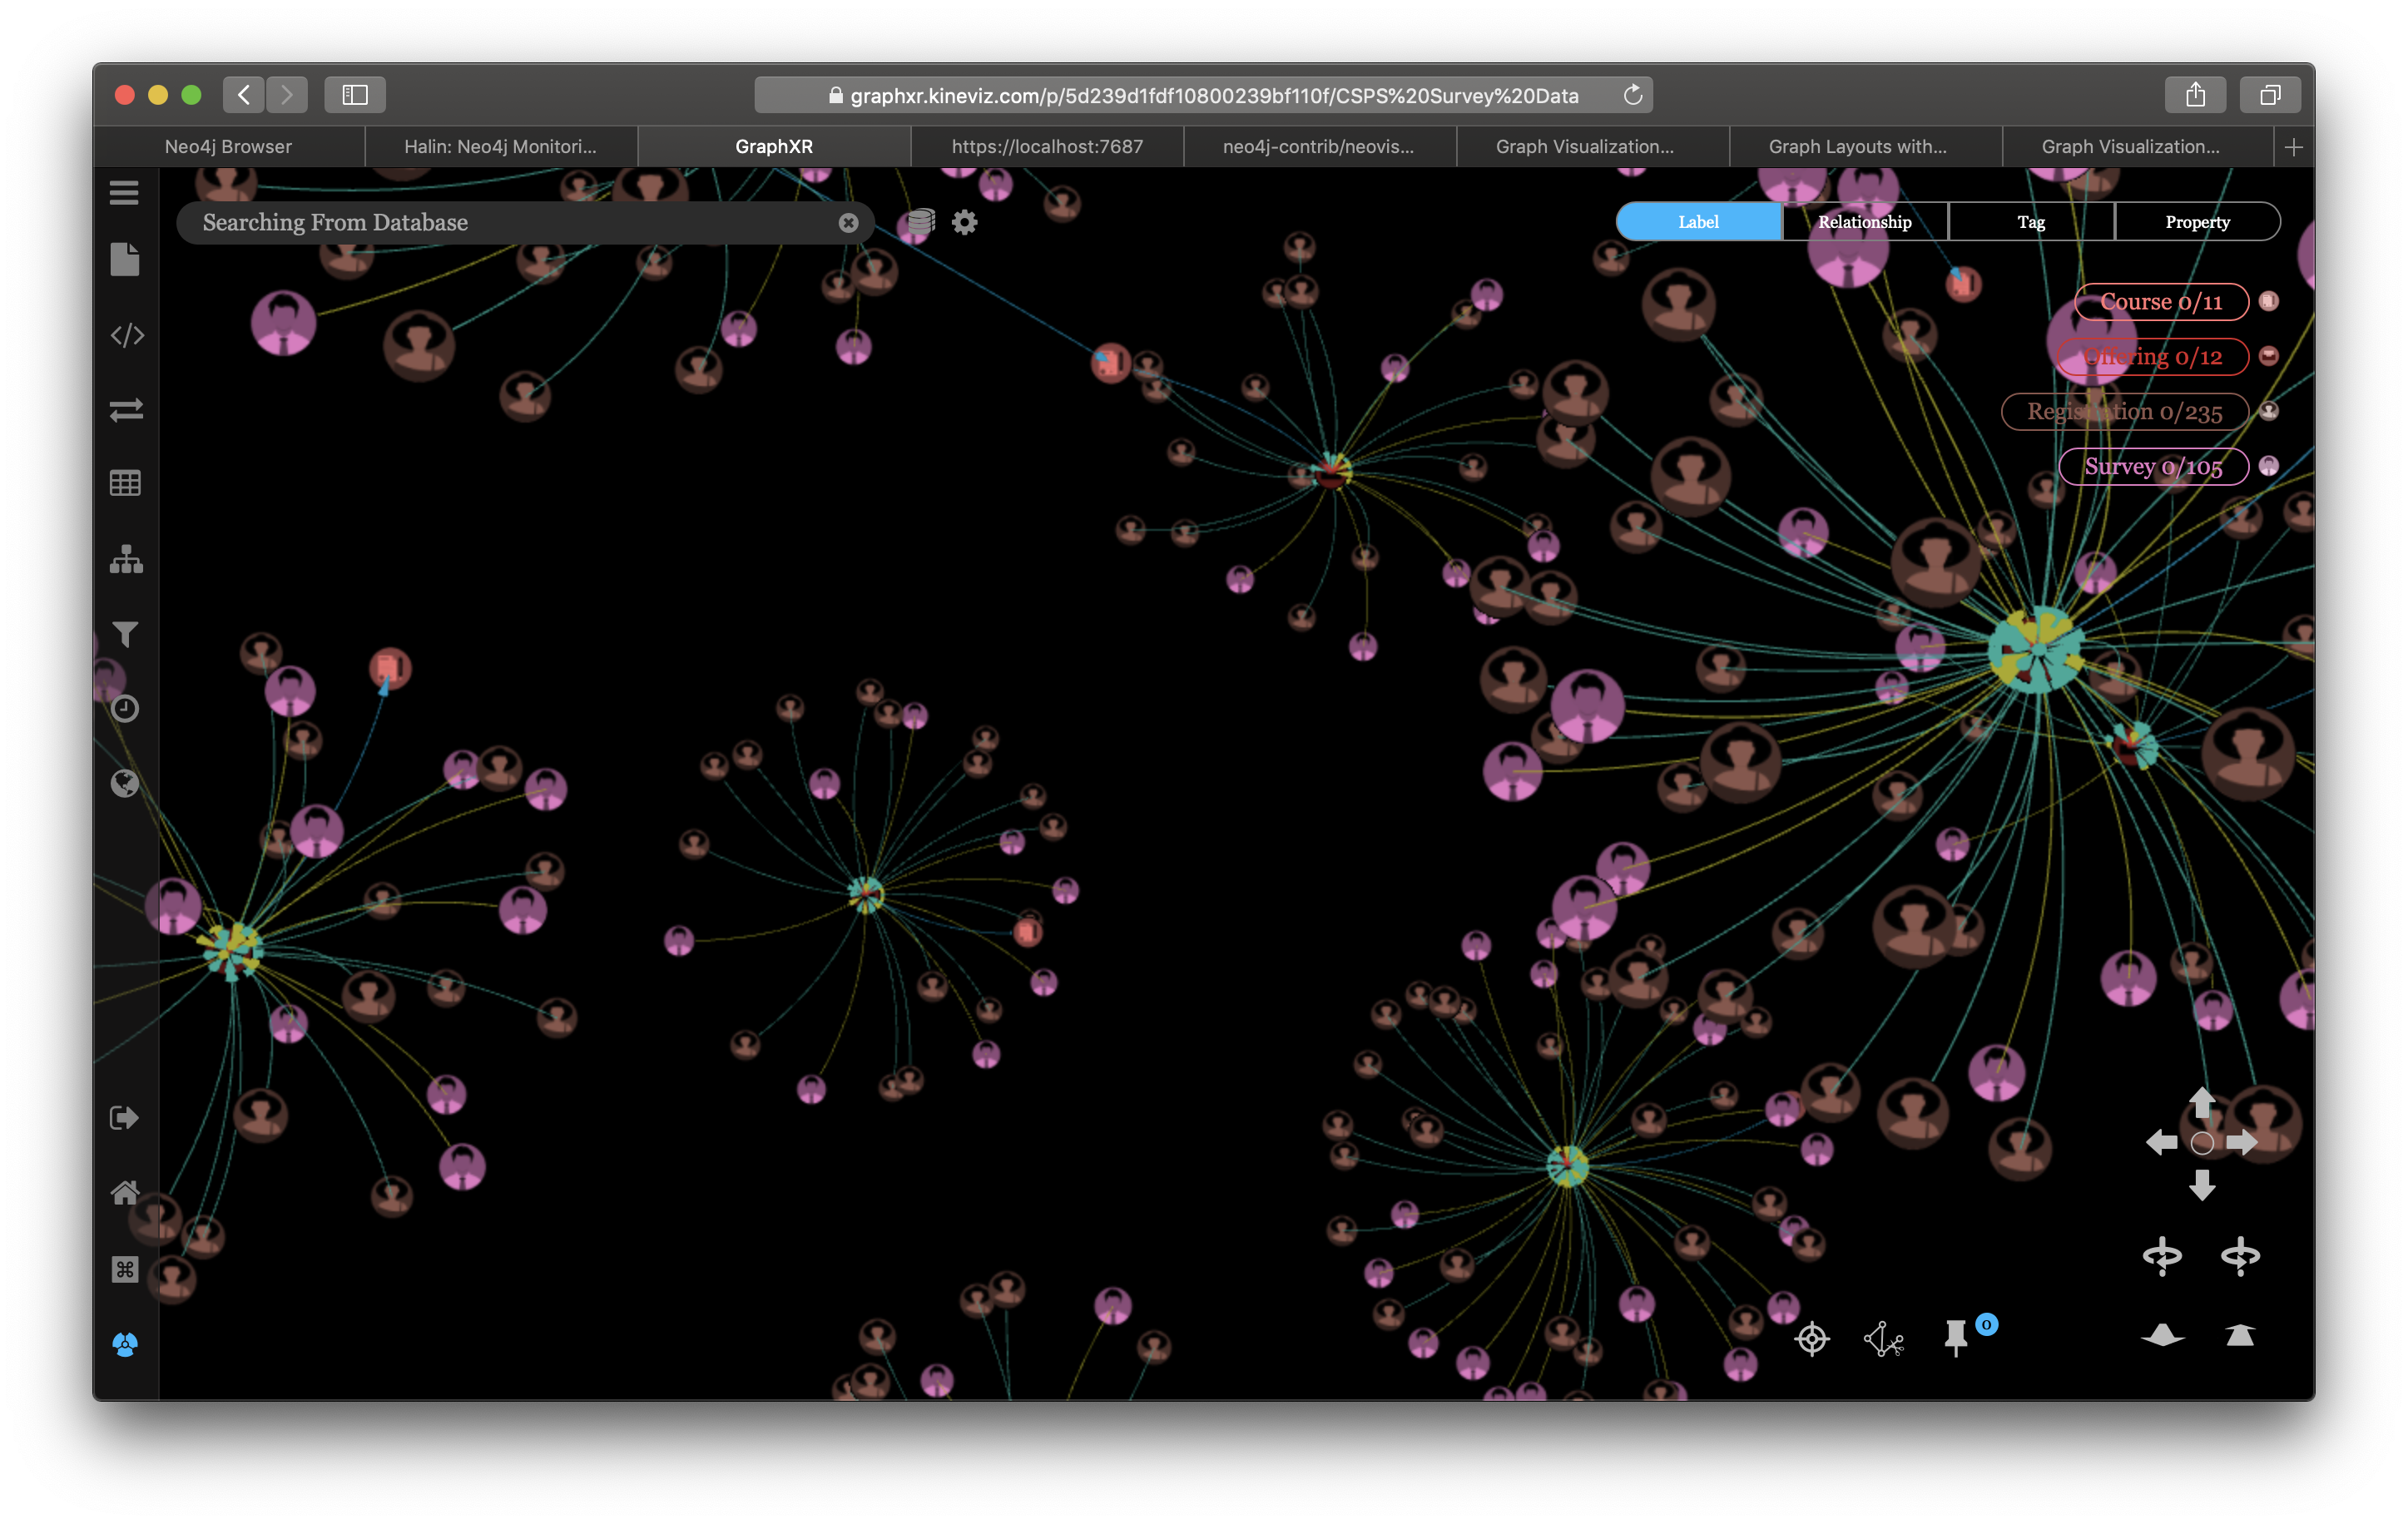 graphxr.kineviz.com/p/5d239d1fdf10800239bf110f/CSPS%20Survey%20Data
Neo4j Browser
Halin: Neo4j Monitori...
GraphXR
https://localhost:7687
neo4j-contrib/neovis...
Graph Visualization...
Graph Layouts with...
Graph Visualization...
Searching From Database
Label
Relationship
Tag
Property
Course 0/11
Offering 0/12
Registration 0/235
Survey 0/105
0